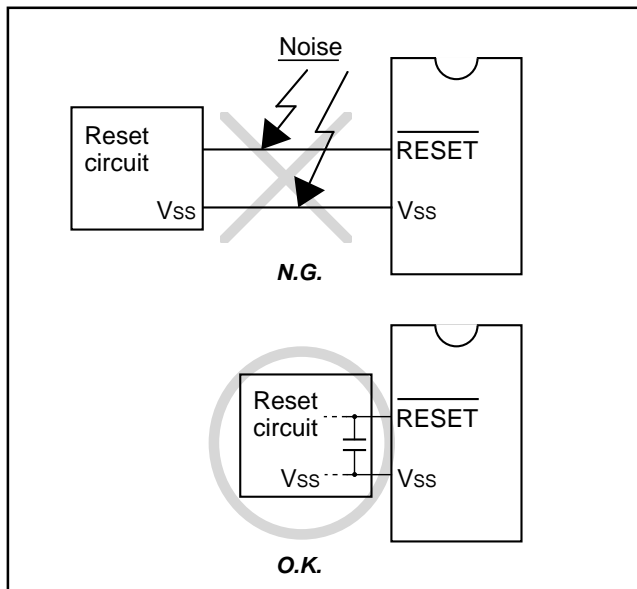 Noise
Reset
circuit
RESET
VSS
VSS
N.G.
Reset
circuit
RESET
VSS
VSS
O.K.